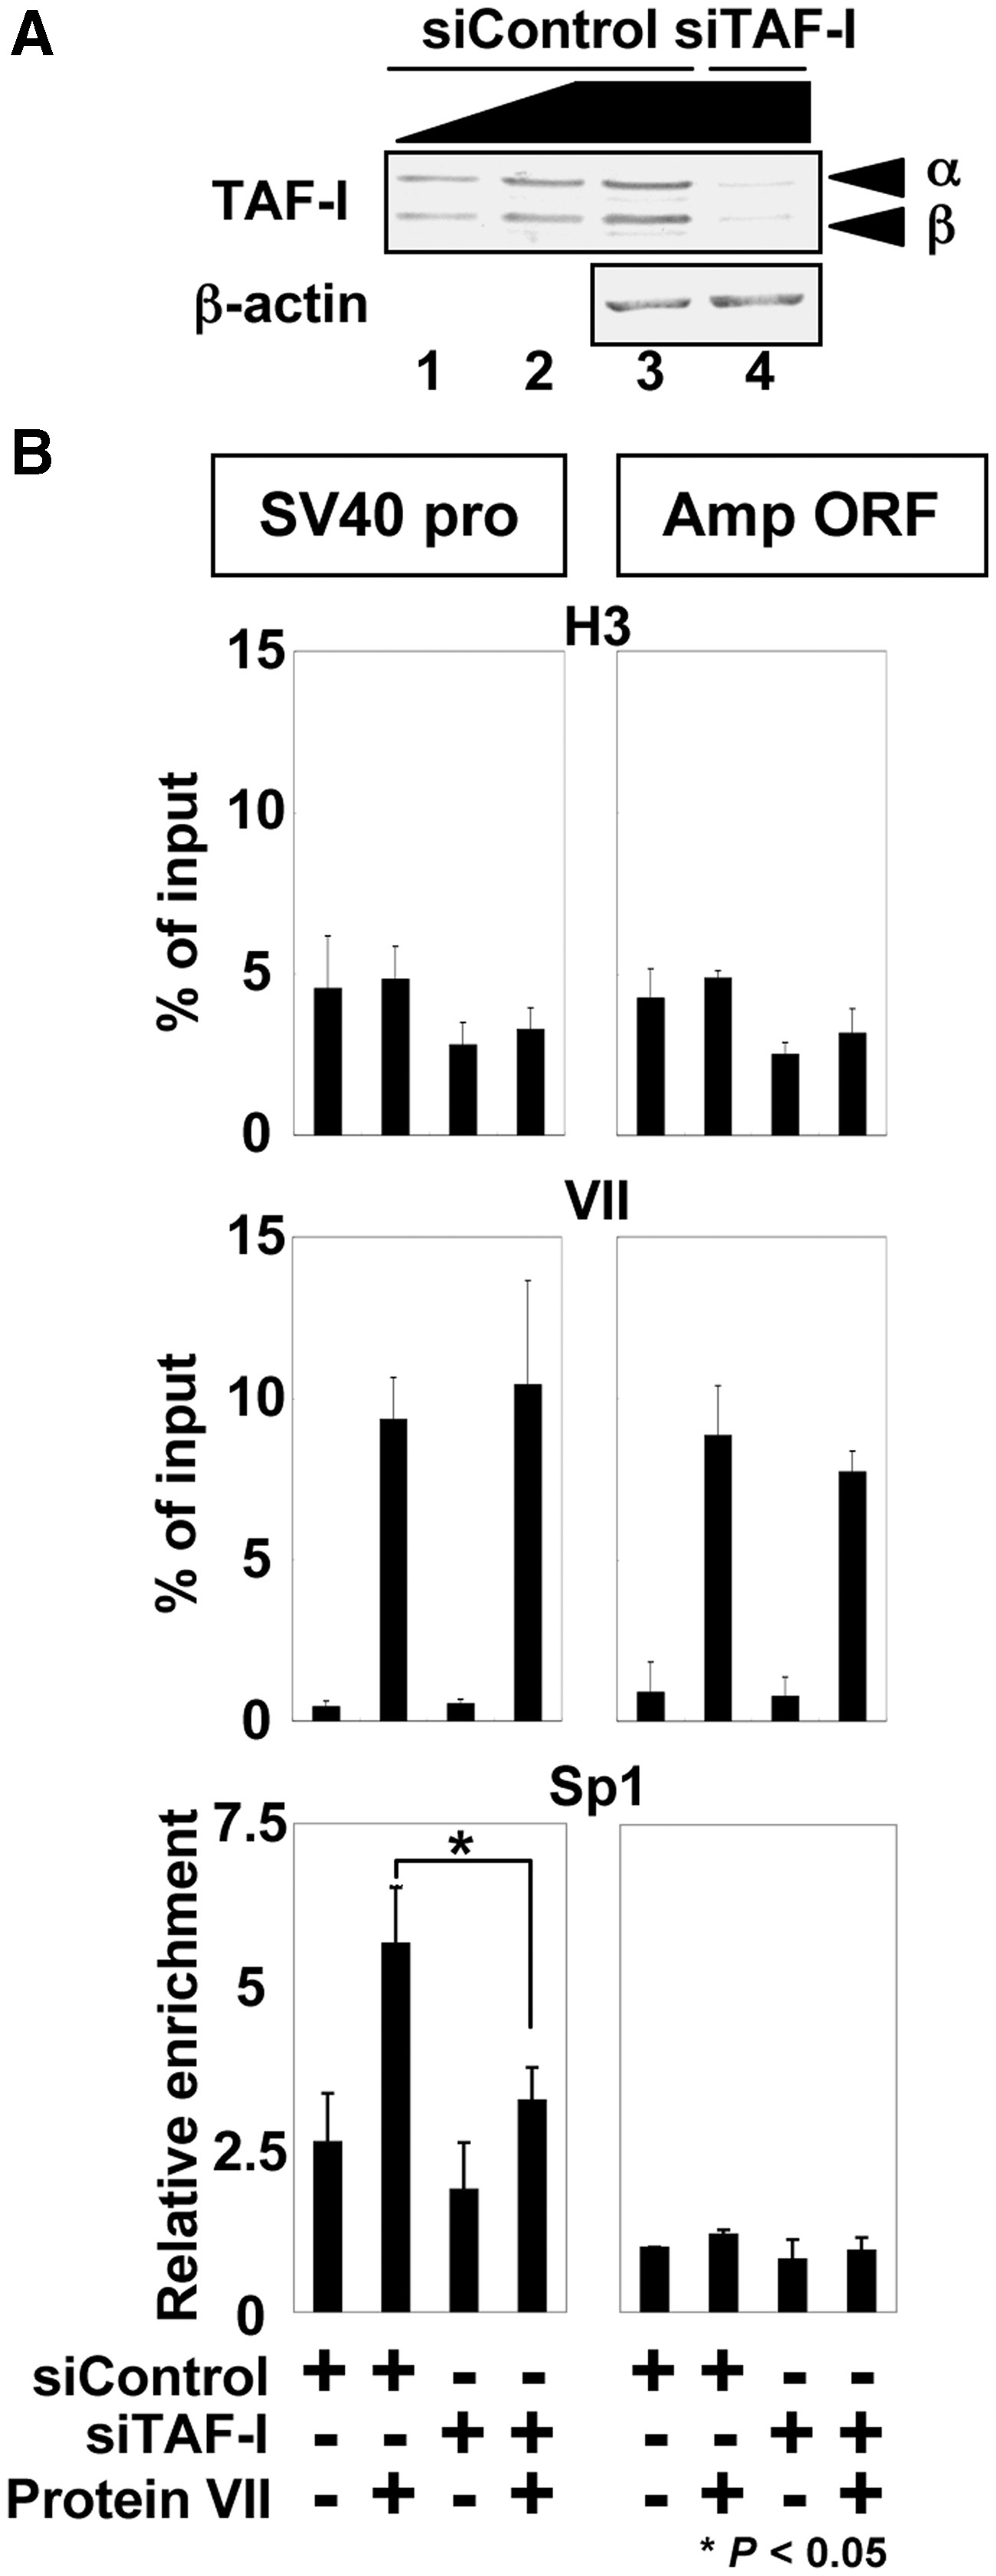 A
siControl siTAF-I
TAF-I
α
β
β-actin
1 2 3 4
B
SV40 pro
Amp ORF
H3
% of input
15
10
5
0
VII
% of input
15
10
5
0
Sp1
Relative enrichment
7.5
5
2.5
0
*
siControl + + - - + + - -
siTAF-I - - + + - - + +
Protein VII - + - + - + - +
* P < 0.05